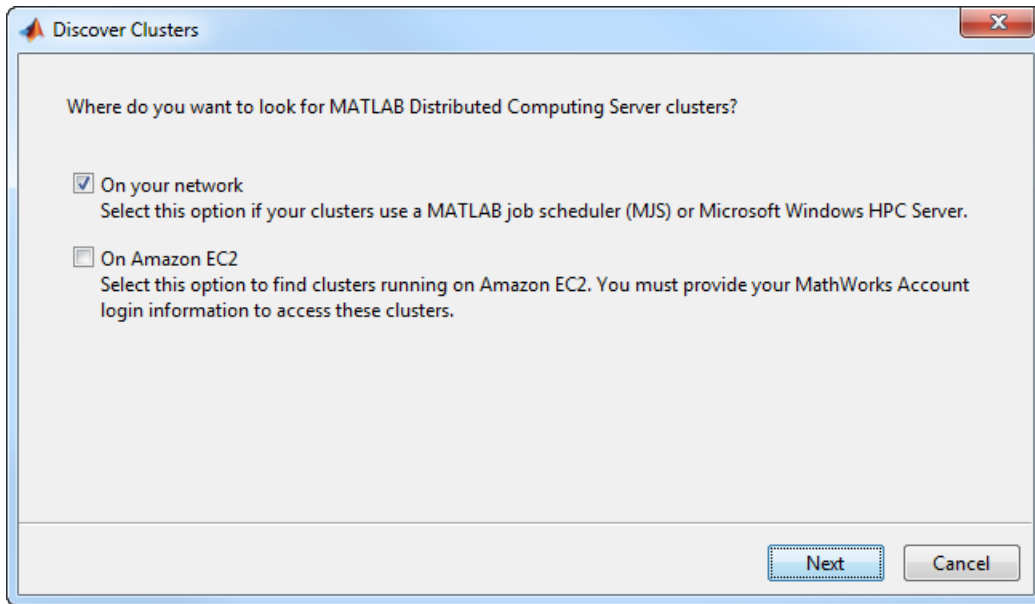 Discover Clusters
Where do you want to look for MATLAB Distributed Computing Server clusters?
On your network
Select this option if your clusters use a MATLAB job scheduler (MJS) or Microsoft Windows HPC Server.
On Amazon EC2
Select this option to find clusters running on Amazon EC2. You must provide your MathWorks Account
login information to access these clusters.
Next Cancel